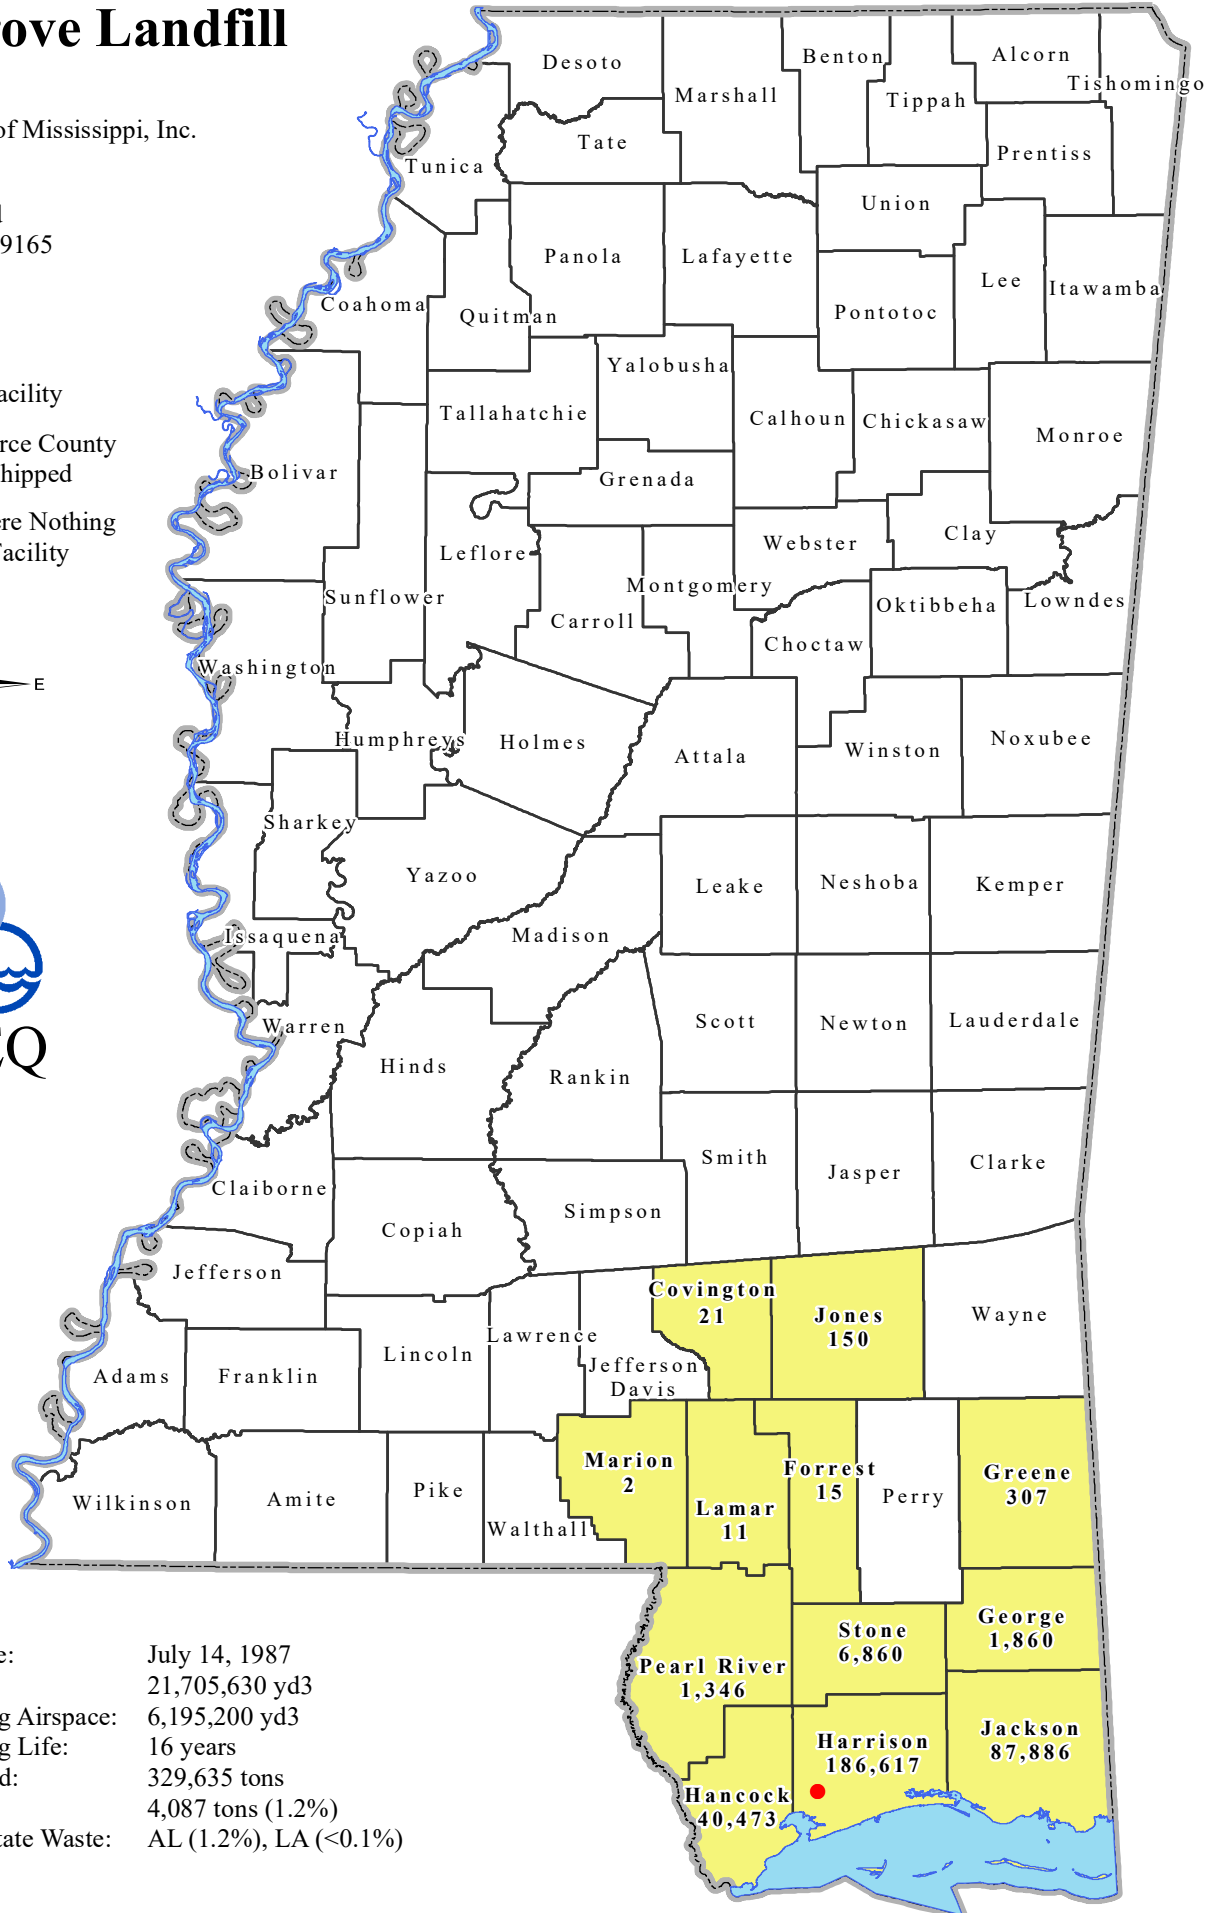 ove Landfill
of Mississippi, Inc.
9165
acility
rce County
hipped
ere Nothing
Facility
E
CQ
Desoto
Marshall
Benton
Tippah
Alcorn
Tishomingo
Tunica
Tate
Prentiss
Union
Panola
Lafayette
Pontotoc
Lee
Itawamba
Coahoma
Quitman
Yalobusha
Tallahatchie
Calhoun
Chickasaw
Monroe
Bolivar
Grenada
Leflore
Webster
Clay
Sunflower
Montgomery
Carroll
Oktibbeha
Lowndes
Choctaw
Washington
Humphreys
Holmes
Attala
Winston
Noxubee
Sharkey
Yazoo
Leake
Neshoba
Kemper
Issaquena
Madison
Warren
Hinds
Rankin
Scott
Newton
Lauderdale
Smith
Jasper
Clarke
Claiborne
Copiah
Simpson
Jefferson
Covington
21
Jones
150
Wayne
Lawrence
Lincoln
Jefferson
Davis
Adams
Franklin
Marion
2
Lamar
11
Forrest
15
Perry
Greene
307
Wilkinson
Amite
Pike
Walthall
Pearl River
1,346
Stone
6,860
George
1,860
Hancock
40,473
Harrison
186,617
Jackson
87,886
e: July 14, 1987
21,705,630 yd3
g Airspace: 6,195,200 yd3
g Life: 16 years
d: 329,635 tons
4,087 tons (1.2%)
tate Waste: AL (1.2%), LA (<0.1%)